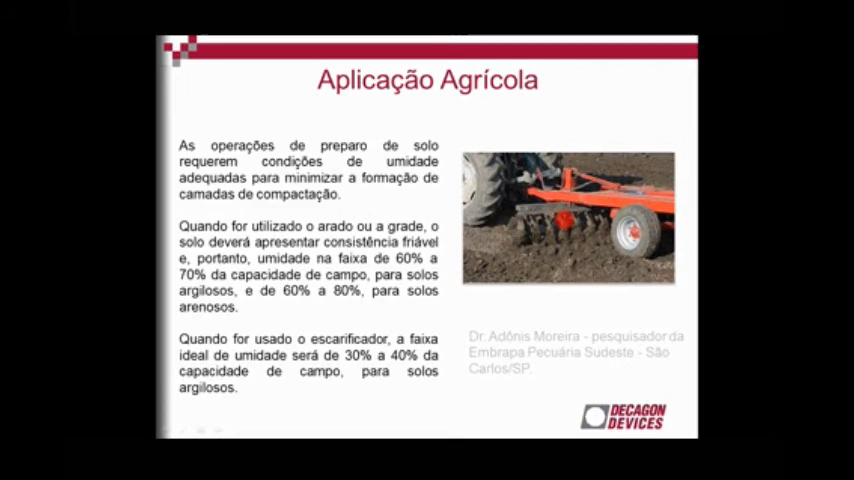 Aplicação Agrícola
As operações de preparo de solo
requerem condições de umidade
adequadas para minimizar a formação de
camadas de compactação.
Quando for utilizado o arado ou a grade, o
solo deverá apresentar consistência friável
e, portanto, umidade na faixa de 60% a
70% da capacidade de campo, para solos
argilosos, e de 60% a 80%, para solos
arenosos.
Quando for usado o escarificador, a faixa
ideal de umidade será de 30% a 40% da
capacidade de campo, para solos
argilosos.
Dr. Adônis Moreira - pesquisador da
Embrapa Pecuária Sudeste - São
Carlos/SP.
DECAGON
DEVICES